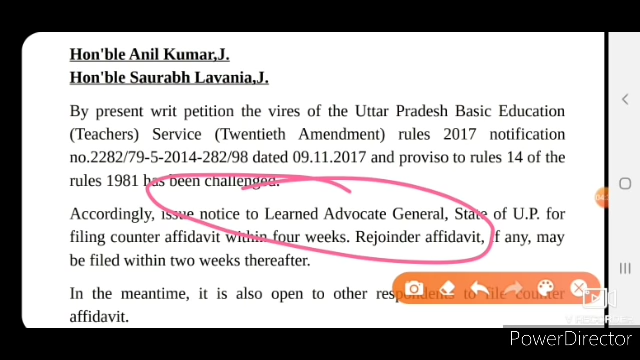 Hon'ble Anil Kumar,J.
Hon'ble Saurabh Lavania,J.
By present writ petition the vires of the Uttar Pradesh Basic Education
(Teachers) Service (Twentieth Amendment) rules 2017 notification
no.2282/79-5-2014-282/98 dated 09.11.2017 and proviso to rules 14 of the
rules 1981 has been challenged.
Accordingly, issue notice to Learned Advocate General, State of U.P. for
filing counter affidavit within four weeks. Rejoinder affidavit, if any, may
be filed within two weeks thereafter.
In the meantime, it is also open to other respondents to file counter
affidavit.
PowerDirector